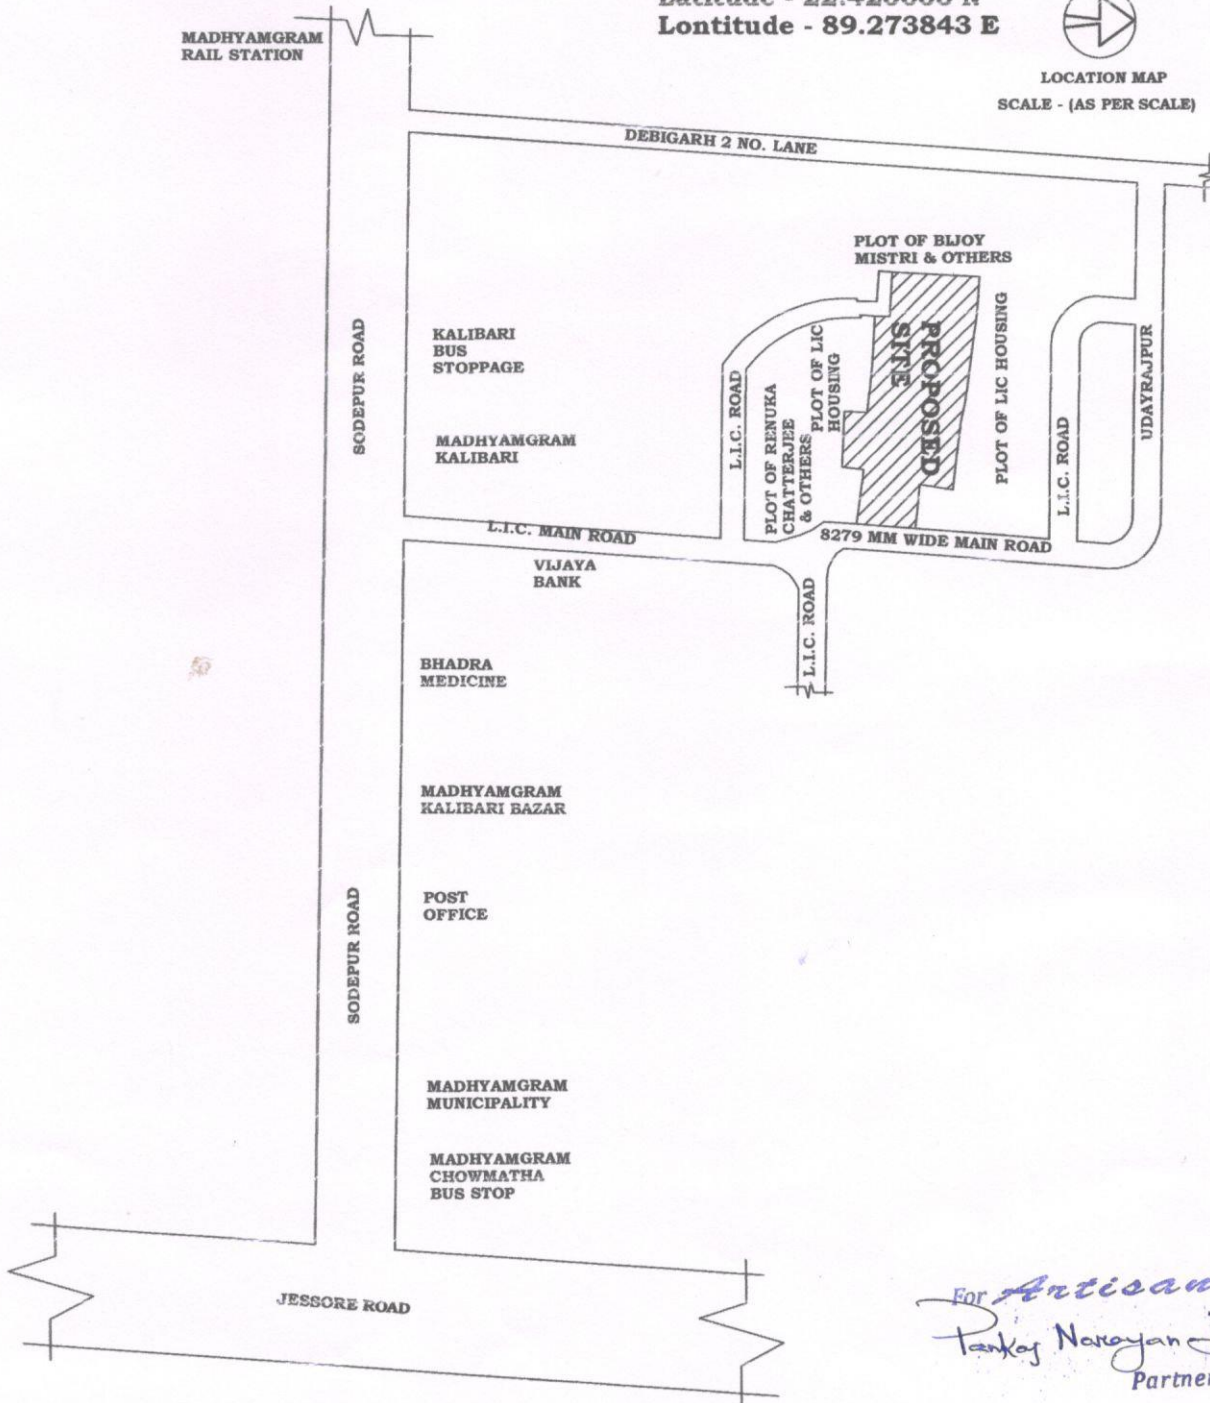 Lontitude - 89.273843 E
MADHYAMGRAM
RAIL STATION
LOCATION MAP
SCALE - (AS PER SCALE)
DEBIGARH 2 NO. LANE
PLOT OF BIJOY
MISTRI & OTHERS
SODEPUR ROAD
KALIBARI
BUS
STOPPAGE
MADHYAMGRAM
KALIBARI
L.I.C. ROAD
PLOT OF RENUKA
CHATTERJEE
& OTHERS
PLOT OF LIC
HOUSING
PROPOSED
SITE
PLOT OF LIC HOUSING
L.I.C. ROAD
UDAYRAJPUR
L.I.C. MAIN ROAD
8279 MM WIDE MAIN ROAD
VIJAYA
BANK
L.I.C. ROAD
BHADRA
MEDICINE
MADHYAMGRAM
KALIBARI BAZAR
POST
OFFICE
SODEPUR ROAD
MADHYAMGRAM
MUNICIPALITY
MADHYAMGRAM
CHOWMATHA
BUS STOP
JESSORE ROAD
For Artisan
Pankaj Narayan
Partner